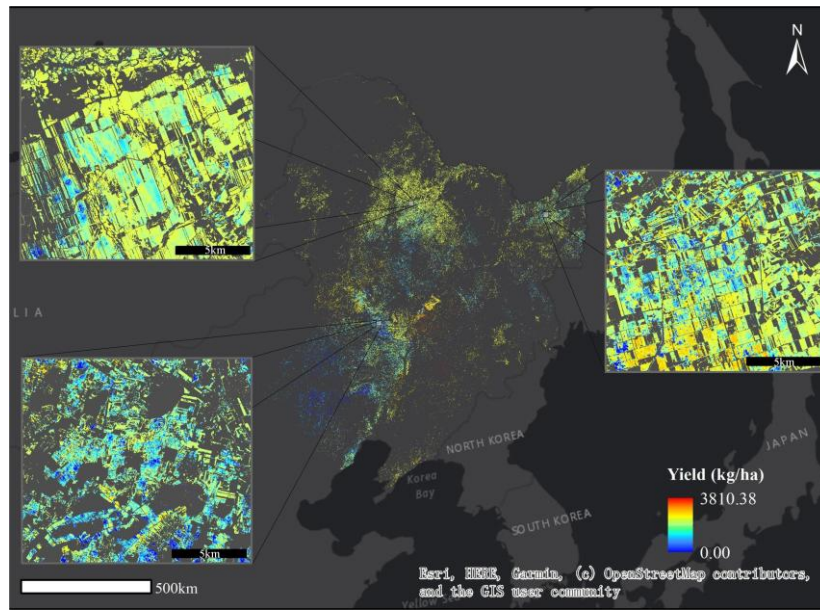 N
5km
5km
LIA
5km
NORTH KOREA
JAPAN
Korea
Bay
Yield (kg/ha)
3810.38
SOUTH KOREA
0.00
500km
Esri, HERE, Garmin, (c) OpenStreetMap contributors,
and the GIS user community
Yellow